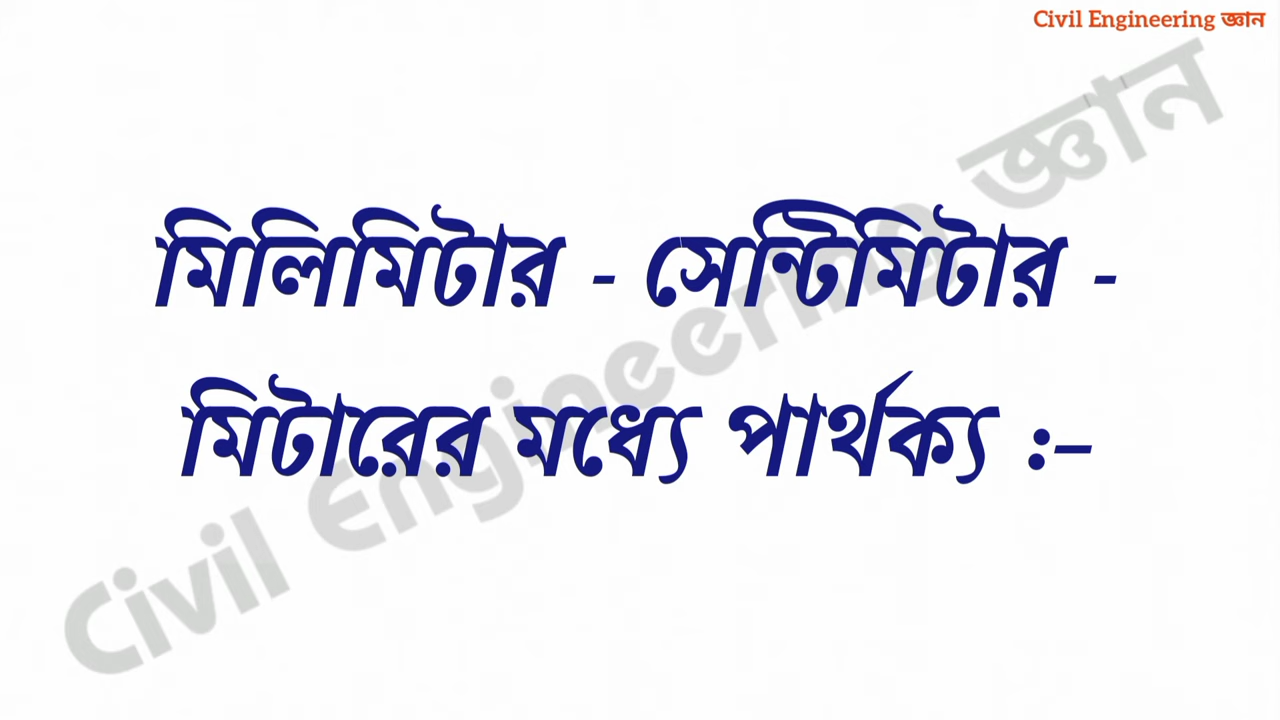 Civil Engineering জ্ঞান
মিলিমিটার - সেন্টিমিটার -
মিটারের মধ্যে পার্থক্য ঃ–
Civil Engineering জ্ঞান